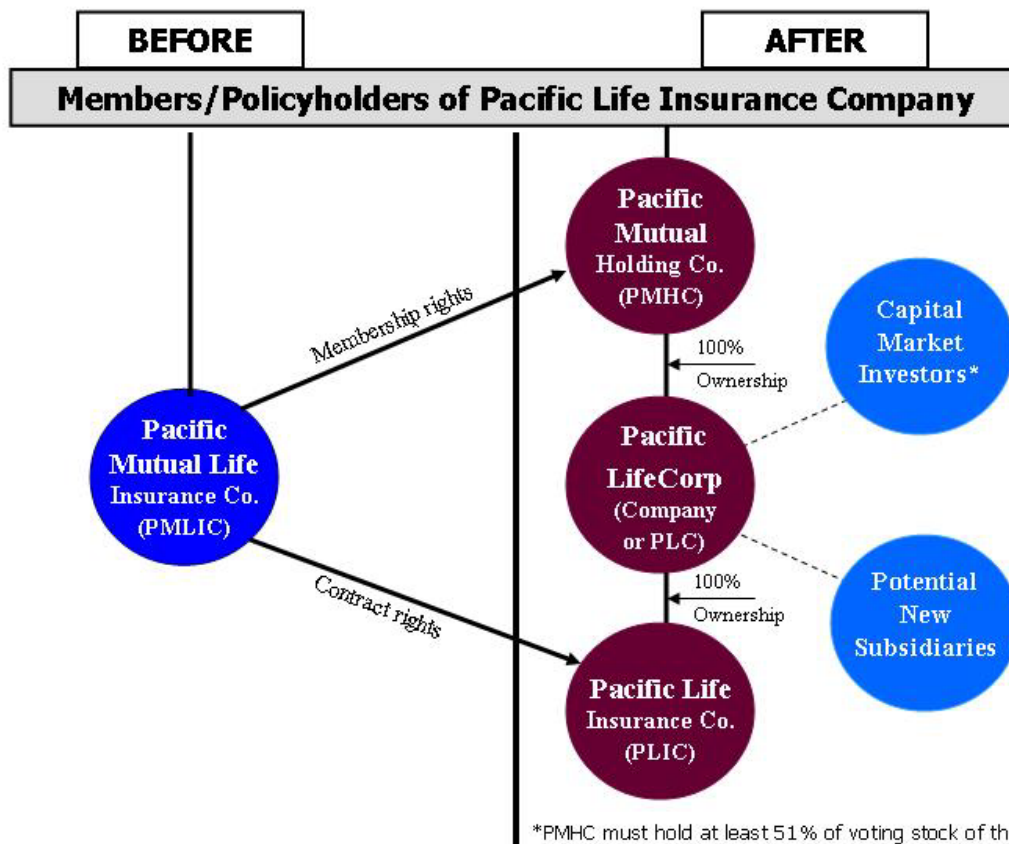 BEFORE
AFTER
Members/Policyholders of Pacific Life Insurance Company
Pacific
Mutual
Holding Co.
(PMHC)
Membership rights
Capital
Market
Investors*
100%
Ownership
Pacific
Mutual Life
Insurance Co.
(PMLIC)
Pacific
LifeCorp
(Company
or PLC)
Contract rights
100%
Ownership
Potential
New
Subsidiaries
Pacific Life
Insurance Co.
(PLIC)
*PMHC must hold at least 51% of voting stock of th